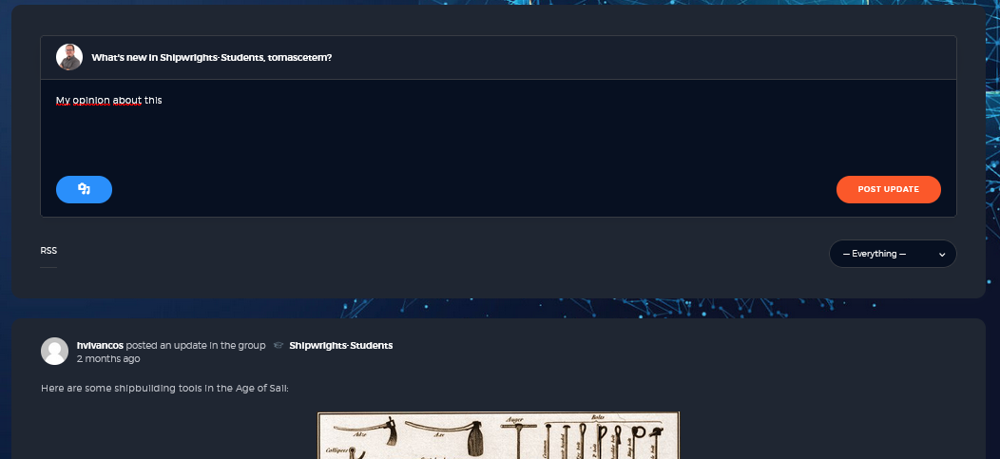 What's new in Shipwrights-Students, tomascetem?
My opinion about this
POST UPDATE
RSS
— Everything —
hvivancos posted an update in the group Shipwrights-Students
2 months ago
Here are some shipbuilding tools in the Age of Sail:
Adze
Axe
Auger
Bolts
Callipers